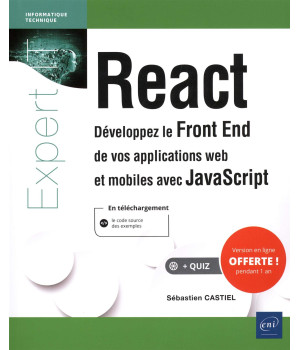 INFORMATIQUE
TECHNIQUE
Expert
React
Développez le Front End
de vos applications web
et mobiles avec JavaScript
En téléchargement
le code source
des exemples
+ QUIZ
Version en ligne
OFFERTE !
pendant 1 an
Sébastien CASTIEL
eni